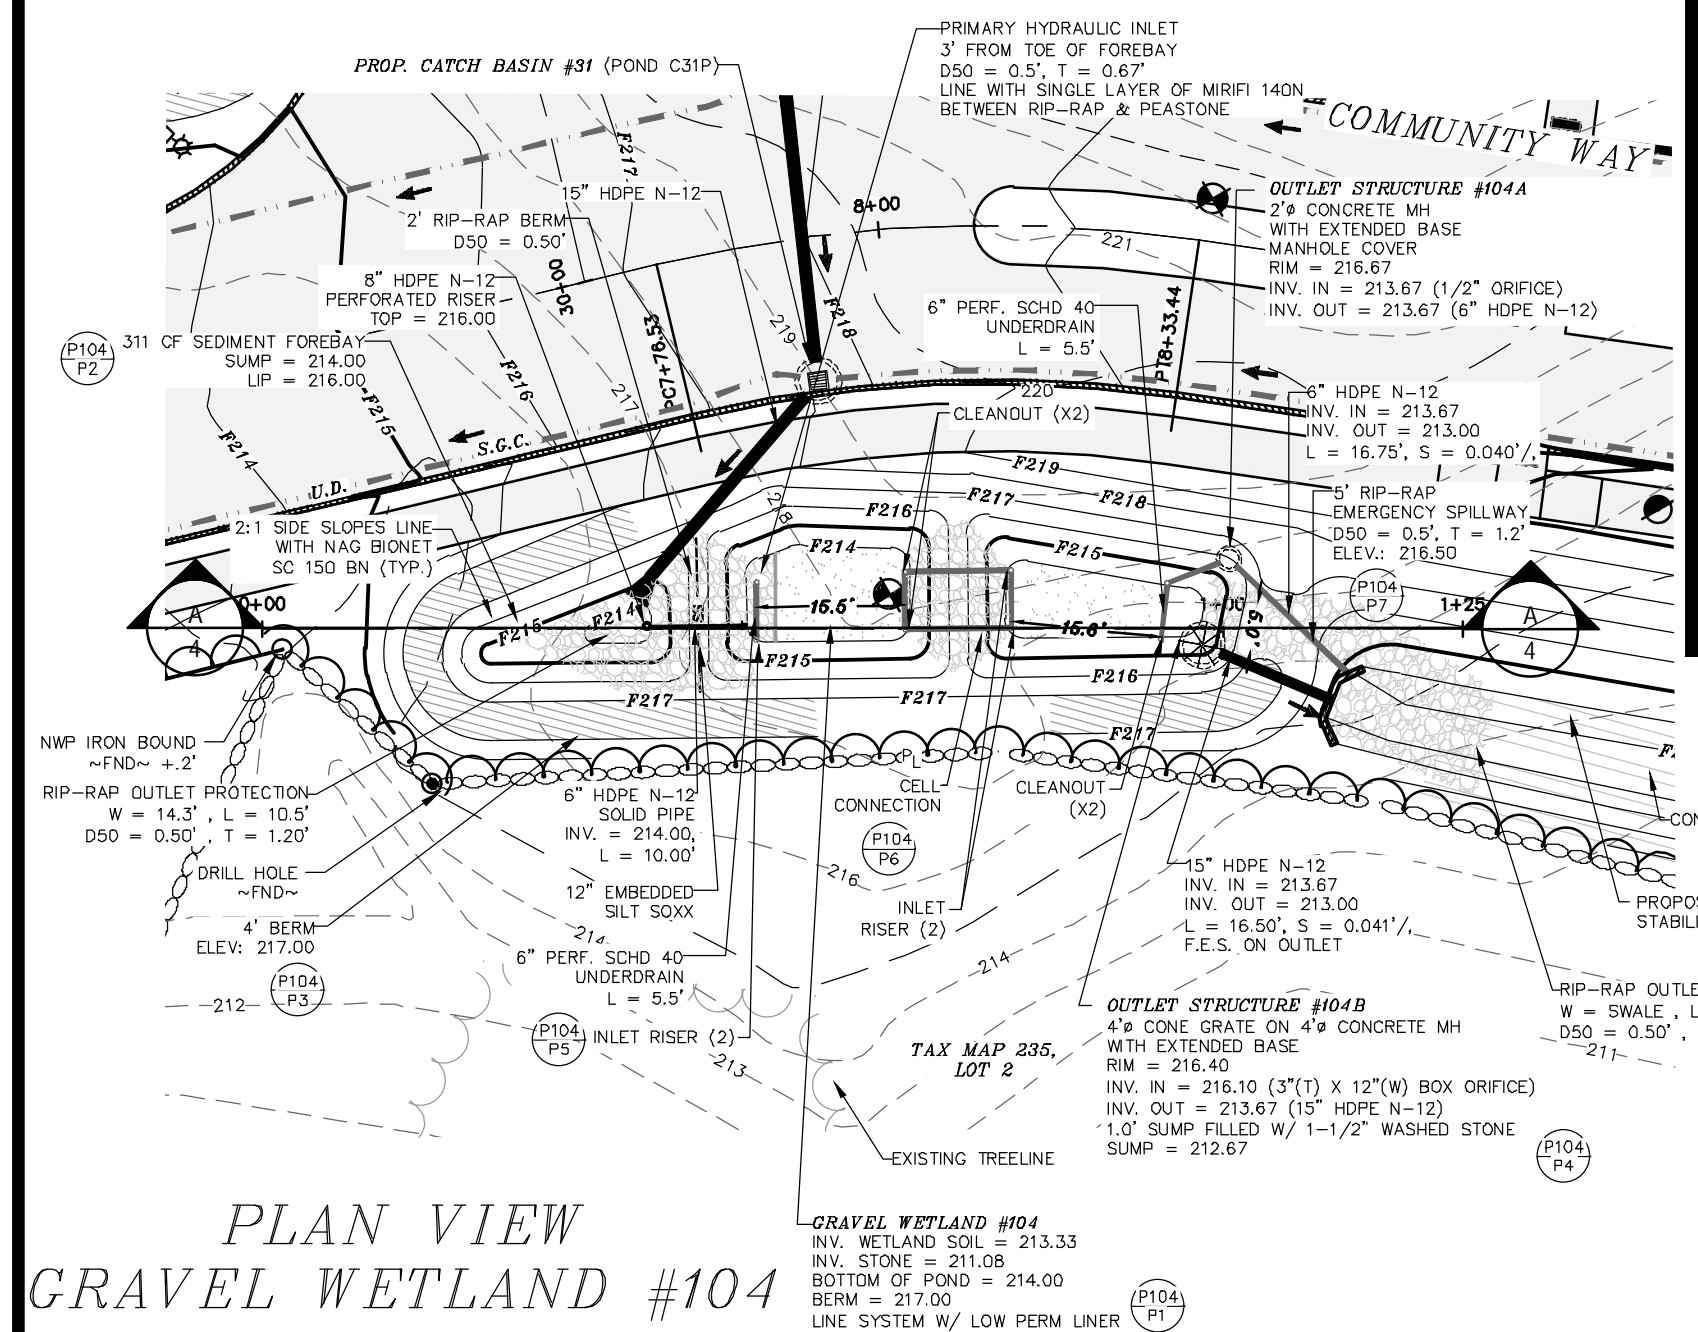 PRIMARY HYDRAULIC INLET
3' FROM TOE OF FOREBAY
D50 = 0.5', T = 0.67'
LINE WITH SINGLE LAYER OF MIRIFI 140N
BETWEEN RIP-RAP & PEASTONE
PROP. CATCH BASIN #31 (POND C31P)
COMMUNITY WAY
F217
15" HDPE N-12
2' RIP-RAP BERM
D50 = 0.50'
8+00
221
OUTLET STRUCTURE #104A
2'ø CONCRETE MH
WITH EXTENDED BASE
MANHOLE COVER
RIM = 216.67
INV. IN = 213.67 (1/2" ORIFICE)
INV. OUT = 213.67 (6" HDPE N-12)
8" HDPE N-12
PERFORATED RISER
TOP = 216.00
30+00
PC7+76.53
219
F218
6" PERF. SCHD 40
UNDERDRAIN
L = 5.5'
PT8+33.44
P104
P2
311 CF SEDIMENT FOREBAY
SUMP = 214.00
LIP = 216.00
F216
F215
F214
217
220
CLEANOUT (X2)
6" HDPE N-12
INV. IN = 213.67
INV. OUT = 213.00
L = 16.75', S = 0.040'/,
S.G.C.
U.D.
F219
F217
F218
F216
218
5' RIP-RAP
EMERGENCY SPILLWAY
D50 = 0.5', T = 1.2'
ELEV.: 216.50
2:1 SIDE SLOPES LINE
WITH NAG BIONET
SC 150 BN (TYP.)
F214
F215
P104
P7
A
4
0+00
F215
F214
SS
15.5'
15.6'
1+00
5.0'
1+25
A
4
F215
F216
F217
F217
F217
NWP IRON BOUND
~FND~ +.2'
RIP-RAP OUTLET PROTECTION
W = 14.3' , L = 10.5'
D50 = 0.50' , T = 1.20'
DRILL HOLE
~FND~
4' BERM
ELEV: 217.00
P104
P3
6" HDPE N-12
SOLID PIPE
INV. = 214.00,
L = 10.00'
12" EMBEDDED
SILT SOXX
6" PERF. SCHD 40
UNDERDRAIN
L = 5.5'
P104
P5
INLET RISER (2)
PL
CELL
CONNECTION
P104
P6
CLEANOUT
(X2)
INLET
RISER (2)
216
214
214
213
212
211
15" HDPE N-12
INV. IN = 213.67
INV. OUT = 213.00
L = 16.50', S = 0.041'/,
F.E.S. ON OUTLET
CON
PROPOS
STABILI
RIP-RAP OUTLE
W = SWALE , L
D50 = 0.50' ,
OUTLET STRUCTURE #104B
4'ø CONE GRATE ON 4'ø CONCRETE MH
WITH EXTENDED BASE
RIM = 216.40
INV. IN = 216.10 (3"(T) X 12"(W) BOX ORIFICE)
INV. OUT = 213.67 (15" HDPE N-12)
1.0' SUMP FILLED W/ 1-1/2" WASHED STONE
SUMP = 212.67
P104
P4
TAX MAP 235,
LOT 2
EXISTING TREELINE
PLAN VIEW
GRAVEL WETLAND #104
GRAVEL WETLAND #104
INV. WETLAND SOIL = 213.33
INV. STONE = 211.08
BOTTOM OF POND = 214.00
BERM = 217.00
LINE SYSTEM W/ LOW PERM LINER
P104
P1